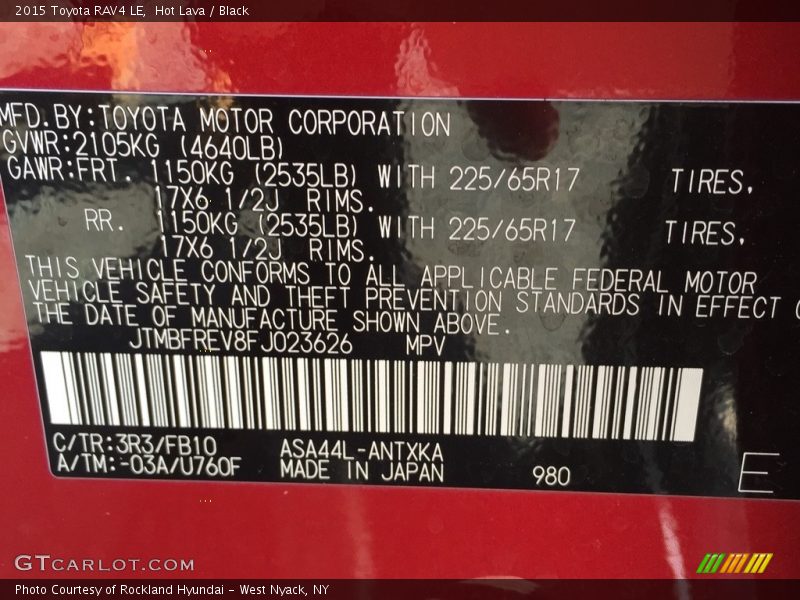 2015 Toyota RAV4 LE, Hot Lava / Black
MFD.BY:TOYOTA MOTOR CORPORATION
GVWR:2105KG (4640LB)
GAWR:FRT. 1150KG (2535LB) WITH 225/65R17 TIRES,
17X6 1/2J RIMS.
RR. 1150KG (2535LB) WITH 225/65R17 TIRES,
17X6 1/2J RIMS.
THIS VEHICLE CONFORMS TO ALL APPLICABLE FEDERAL MOTOR
VEHICLE SAFETY AND THEFT PREVENTION STANDARDS IN EFFECT
THE DATE OF MANUFACTURE SHOWN ABOVE.
JTMBFREV8FJ023626 MPV
C/TR:3R3/FB10 ASA44L-ANTXKA
A/TM:-03A/U760F MADE IN JAPAN 980 E
GTCARLOT.COM
Photo Courtesy of Rockland Hyundai - West Nyack, NY